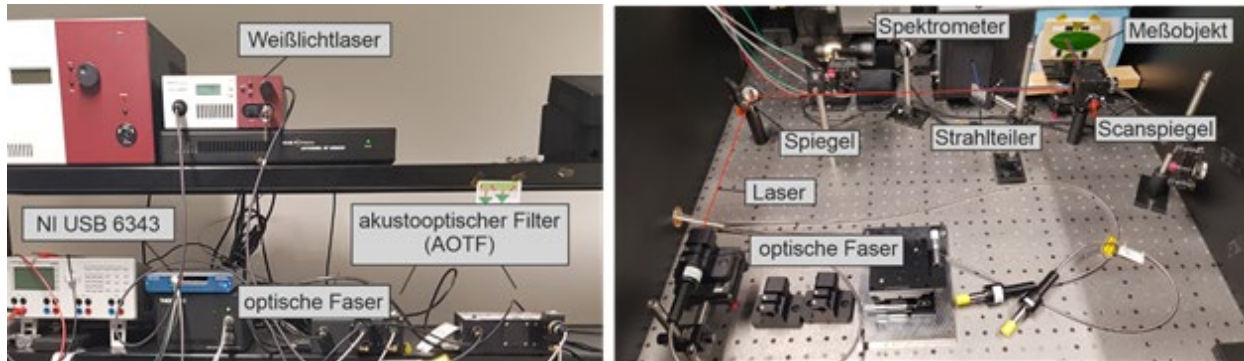 Weißlichtlaser
NI USB 6343
akustooptischer Filter
(AOTF)
optische Faser
Spektrometer
Meßobjekt
Spiegel
Strahlteiler
Scanspiegel
Laser
optische Faser